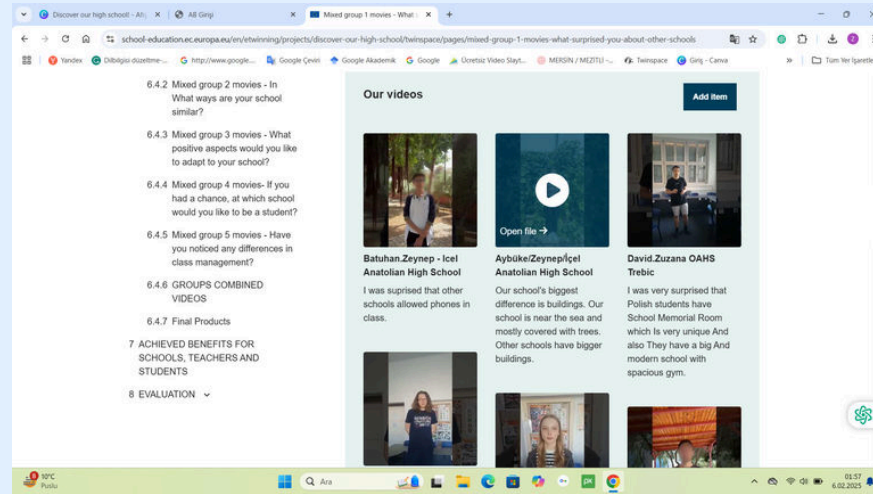 Discover our high school! - Ah
AB Girişi
Mixed group 1 movies - What s
school-education.ec.europa.eu/en/etwinning/projects/discover-our-high-school/twinspace/pages/mixed-group-1-movies-what-surprised-you-about-other-schools
Yandex
Dilbilgisi düzeltme-...
http://www.google....
Google Çeviri
Google Akademik
Google
Ücretsiz Video Slayt...
MERSİN / MEZİTLİ -...
Twinspace
Giriş - Canva
Tüm Yer İşaretle
6.4.2 Mixed group 2 movies - In
What ways are your school
similar?
6.4.3 Mixed group 3 movies - What
positive aspects would you like
to adapt to your school?
6.4.4 Mixed group 4 movies- If you
had a chance, at which school
would you like to be a student?
6.4.5 Mixed group 5 movies - Have
you noticed any differences in
class management?
6.4.6 GROUPS COMBINED
VIDEOS
6.4.7 Final Products
7 ACHIEVED BENEFITS FOR
SCHOOLS, TEACHERS AND
STUDENTS
8 EVALUATION
Our videos
Add item
Batuhan.Zeynep - Icel
Anatolian High School
I was suprised that other
schools allowed phones in
class.
Open file →
Aybüke/Zeynep/İçel
Anatolian High School
Our school's biggest
difference is buildings. Our
school is near the sea and
mostly covered with trees.
Other schools have bigger
buildings.
David.Zuzana OAHS
Trebic
I was very surprised that
Polish students have
School Memorial Room
which Is very unique And
also They have a big And
modern school with
spacious gym.
10°C
Puslu
Ara
01:57
6.02.2025